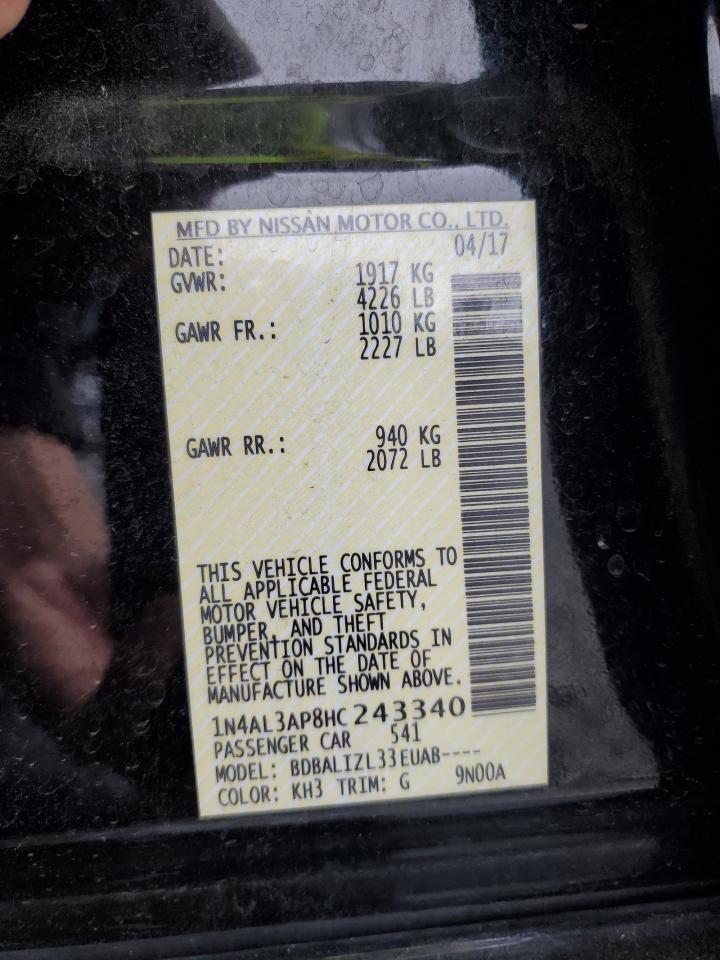 MFD BY NISSAN MOTOR CO., LTD.
DATE: 04/17
GVWR: 1917 KG
4226 LB
GAWR FR.: 1010 KG
2227 LB
GAWR RR.: 940 KG
2072 LB
THIS VEHICLE CONFORMS TO
ALL APPLICABLE FEDERAL
MOTOR VEHICLE SAFETY,
BUMPER, AND THEFT
PREVENTION STANDARDS IN
EFFECT ON THE DATE OF
MANUFACTURE SHOWN ABOVE.
1N4AL3AP8HC 243340
PASSENGER CAR 541
MODEL: BDBALIZL33EUAB----
COLOR: KH3 TRIM: G 9N00A